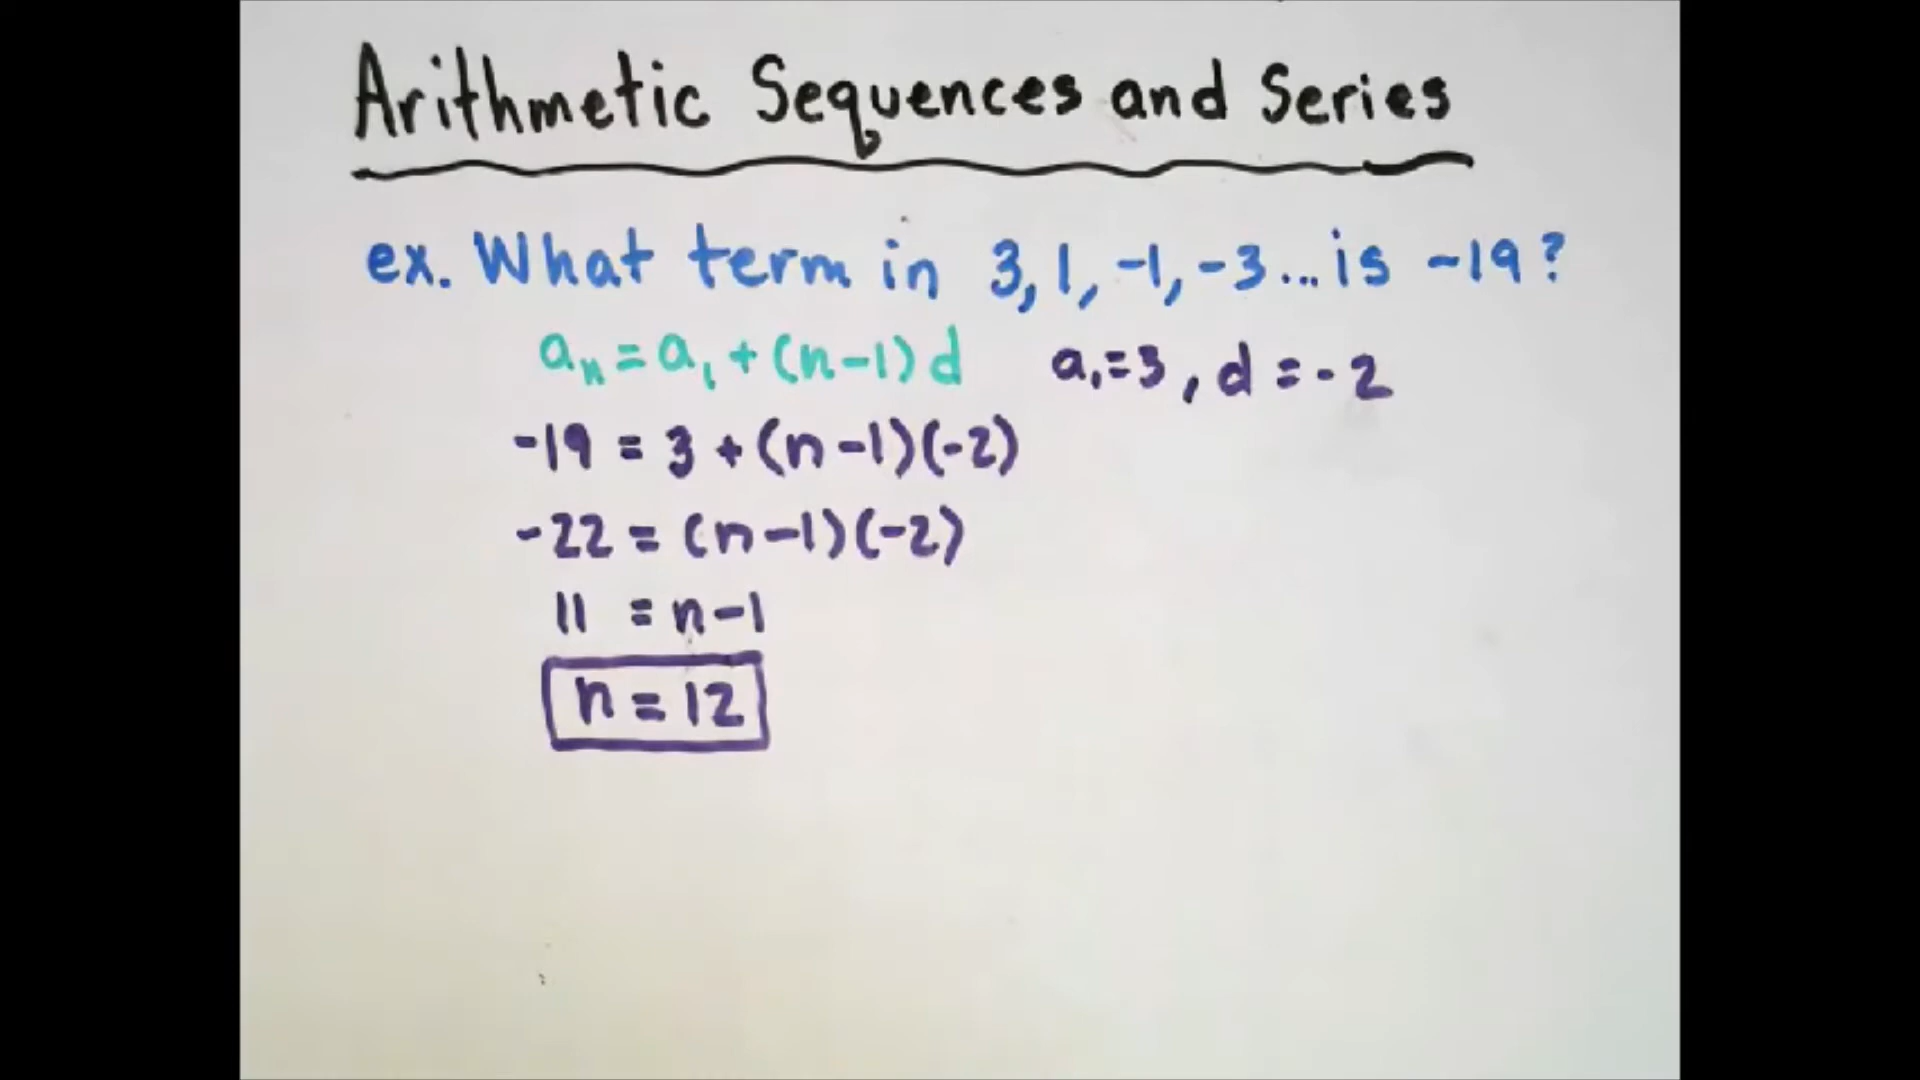 Arithmetic Sequences and Series
ex. What term in 3, 1, -1, -3... is -19?
aₙ = a₁ + (n-1)d a₁=3, d = -2
-19 = 3 + (n-1)(-2)
-22 = (n-1)(-2)
11 = n-1
n = 12